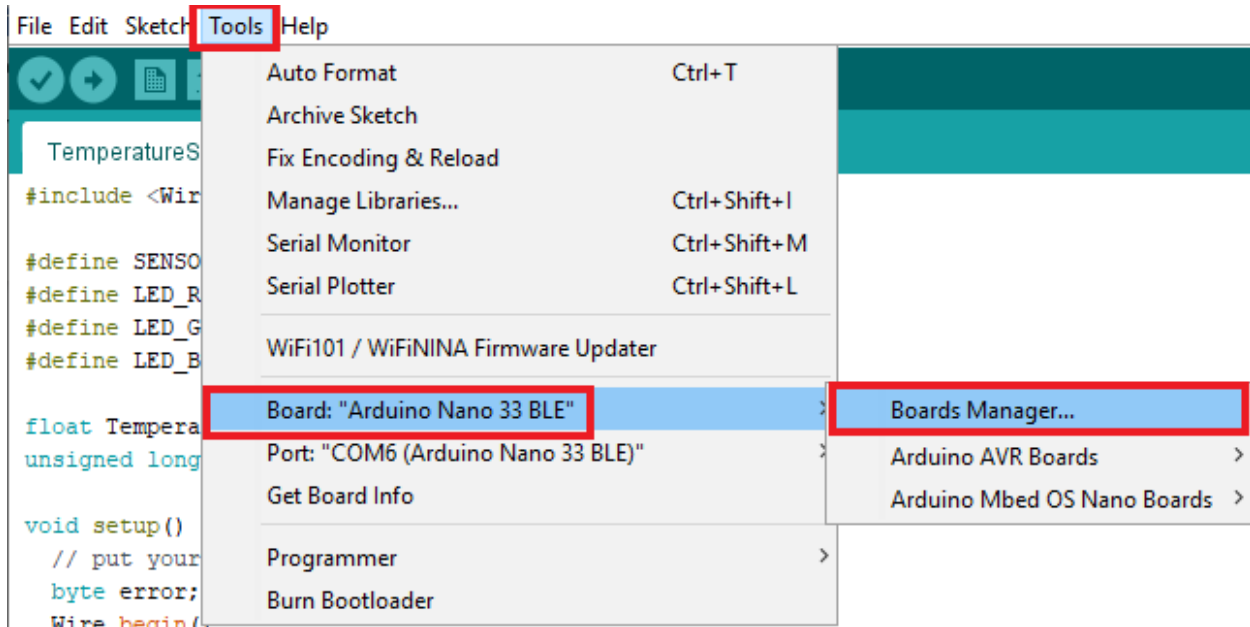 File Edit Sketch Tools Help
Auto Format Ctrl+T
Archive Sketch
Fix Encoding & Reload
Manage Libraries... Ctrl+Shift+I
Serial Monitor Ctrl+Shift+M
Serial Plotter Ctrl+Shift+L
WiFi101 / WiFiNINA Firmware Updater
Board: "Arduino Nano 33 BLE"
Port: "COM6 (Arduino Nano 33 BLE)"
Get Board Info
Programmer
Burn Bootloader
Boards Manager...
Arduino AVR Boards
Arduino Mbed OS Nano Boards
TemperatureS
#include <Wir
#define SENSO
#define LED_R
#define LED_G
#define LED_B
float Tempera
unsigned long
void setup()
// put your
byte error;
Wire begin(